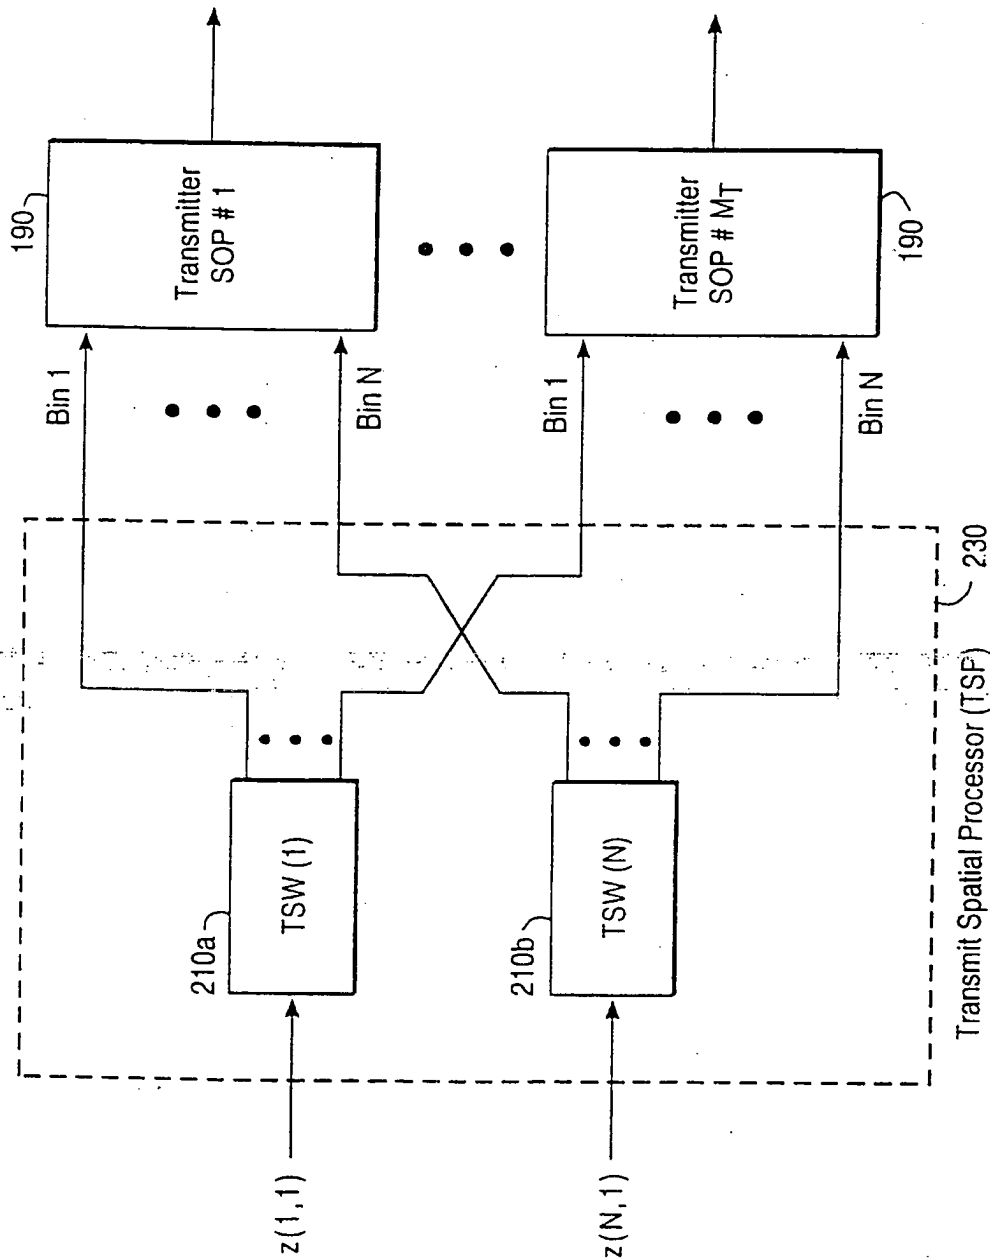 z(1,1)
z(N,1)
210a
TSW (1)
210b
TSW (N)
Transmit Spatial Processor (TSP)
230
Bin 1
Bin N
Bin 1
Bin N
190
Transmitter
SOP # 1
Transmitter
SOP # MT
190